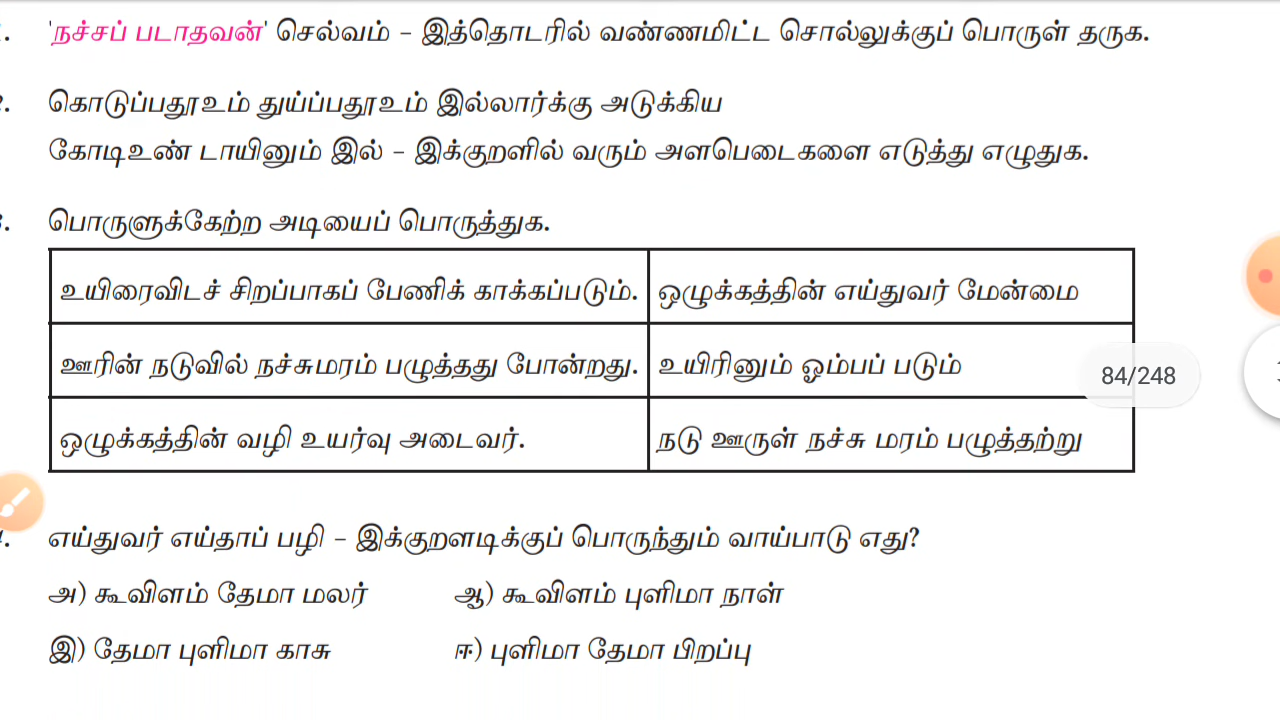 'நச்சப் படாதவன்' செல்வம் – இத்தொடரில் வண்ணமிட்ட சொல்லுக்குப் பொருள் தருக.
கொடுப்பதூஉம் துய்ப்பதூஉம் இல்லார்க்கு அடுக்கிய
கோடிஉண் டாயினும் இல் – இக்குறளில் வரும் அளபெடைகளை எடுத்து எழுதுக.
பொருளுக்கேற்ற அடியைப் பொருத்துக.
உயிரைவிடச் சிறப்பாகப் பேணிக் காக்கப்படும். ஒழுக்கத்தின் எய்துவர் மேன்மை
ஊரின் நடுவில் நச்சுமரம் பழுத்தது போன்றது. உயிரினும் ஓம்பப் படும்
84/248
ஒழுக்கத்தின் வழி உயர்வு அடைவர். நடு ஊருள் நச்சு மரம் பழுத்தற்று
எய்துவர் எய்தாப் பழி – இக்குறளடிக்குப் பொருந்தும் வாய்பாடு எது?
அ) கூவிளம் தேமா மலர் ஆ) கூவிளம் புளிமா நாள்
இ) தேமா புளிமா காசு ஈ) புளிமா தேமா பிறப்பு